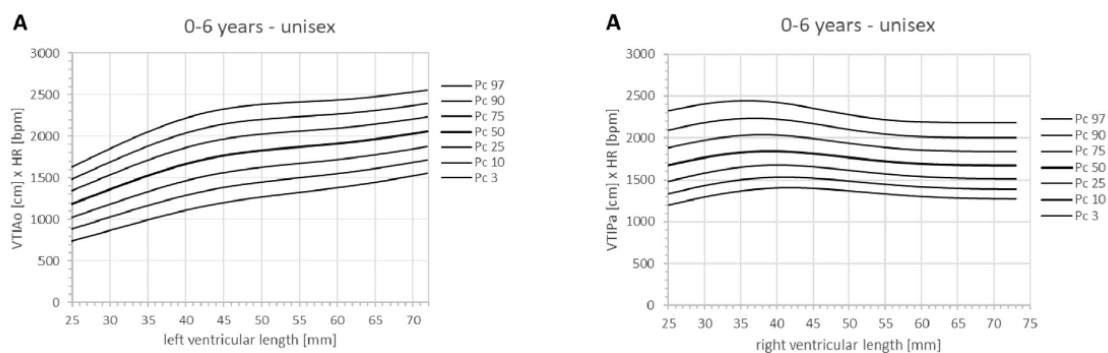 A
0-6 years - unisex
VTIAo [cm] x HR [bpm]
3000
2500
2000
1500
1000
500
0
25 30 35 40 45 50 55 60 65 70
left ventricular length [mm]
Pc 97
Pc 90
Pc 75
Pc 50
Pc 25
Pc 10
Pc 3
A
0-6 years - unisex
VTIPa [cm] x HR [bpm]
3000
2500
2000
1500
1000
500
0
25 30 35 40 45 50 55 60 65 70 75
right ventricular length [mm]
Pc 97
Pc 90
Pc 75
Pc 50
Pc 25
Pc 10
Pc 3